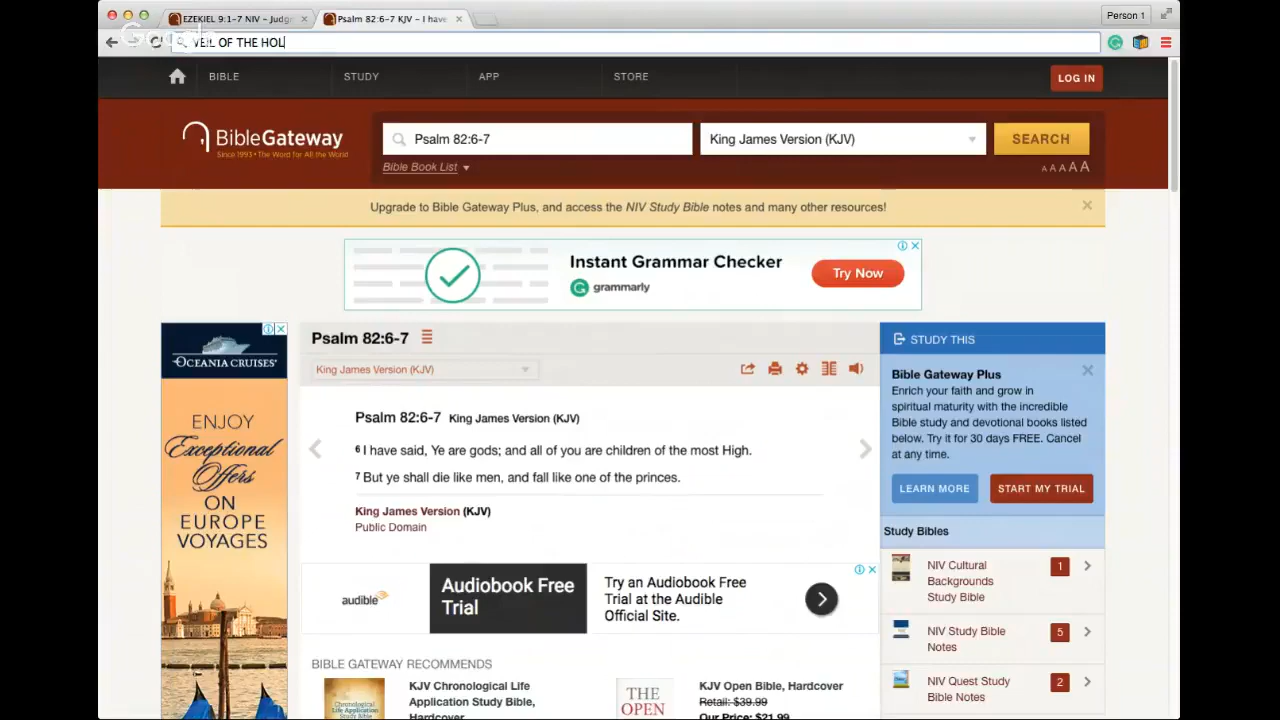 EZEKIEL 9:1-7 NIV - Judgm
Psalm 82:6-7 KJV - I have
Person 1
Google
VEIL OF THE HOL
BIBLE
STUDY
APP
STORE
LOG IN
BibleGateway
Since 1993 • The Word for All the World
Psalm 82:6-7
King James Version (KJV)
SEARCH
Bible Book List
A A A A A
Upgrade to Bible Gateway Plus, and access the NIV Study Bible notes and many other resources!
Instant Grammar Checker
grammarly
Try Now
OCEANIA CRUISES®
ENJOY
Exceptional
Offers
ON
EUROPE
VOYAGES
Psalm 82:6-7
King James Version (KJV)
Psalm 82:6-7 King James Version (KJV)
6 I have said, Ye are gods; and all of you are children of the most High.
7 But ye shall die like men, and fall like one of the princes.
King James Version (KJV)
Public Domain
audible
Audiobook Free
Trial
Try an Audiobook Free
Trial at the Audible
Official Site.
BIBLE GATEWAY RECOMMENDS
KJV Chronological Life
Application Study Bible,
Hardcover
THE
OPEN
KJV Open Bible, Hardcover
Retail: $39.99
Our Price: $21.99
STUDY THIS
Bible Gateway Plus
Enrich your faith and grow in
spiritual maturity with the incredible
Bible study and devotional books listed
below. Try it for 30 days FREE. Cancel
at any time.
LEARN MORE
START MY TRIAL
Study Bibles
NIV Cultural
Backgrounds
Study Bible
1
NIV Study Bible
Notes
5
NIV Quest Study
Bible Notes
2